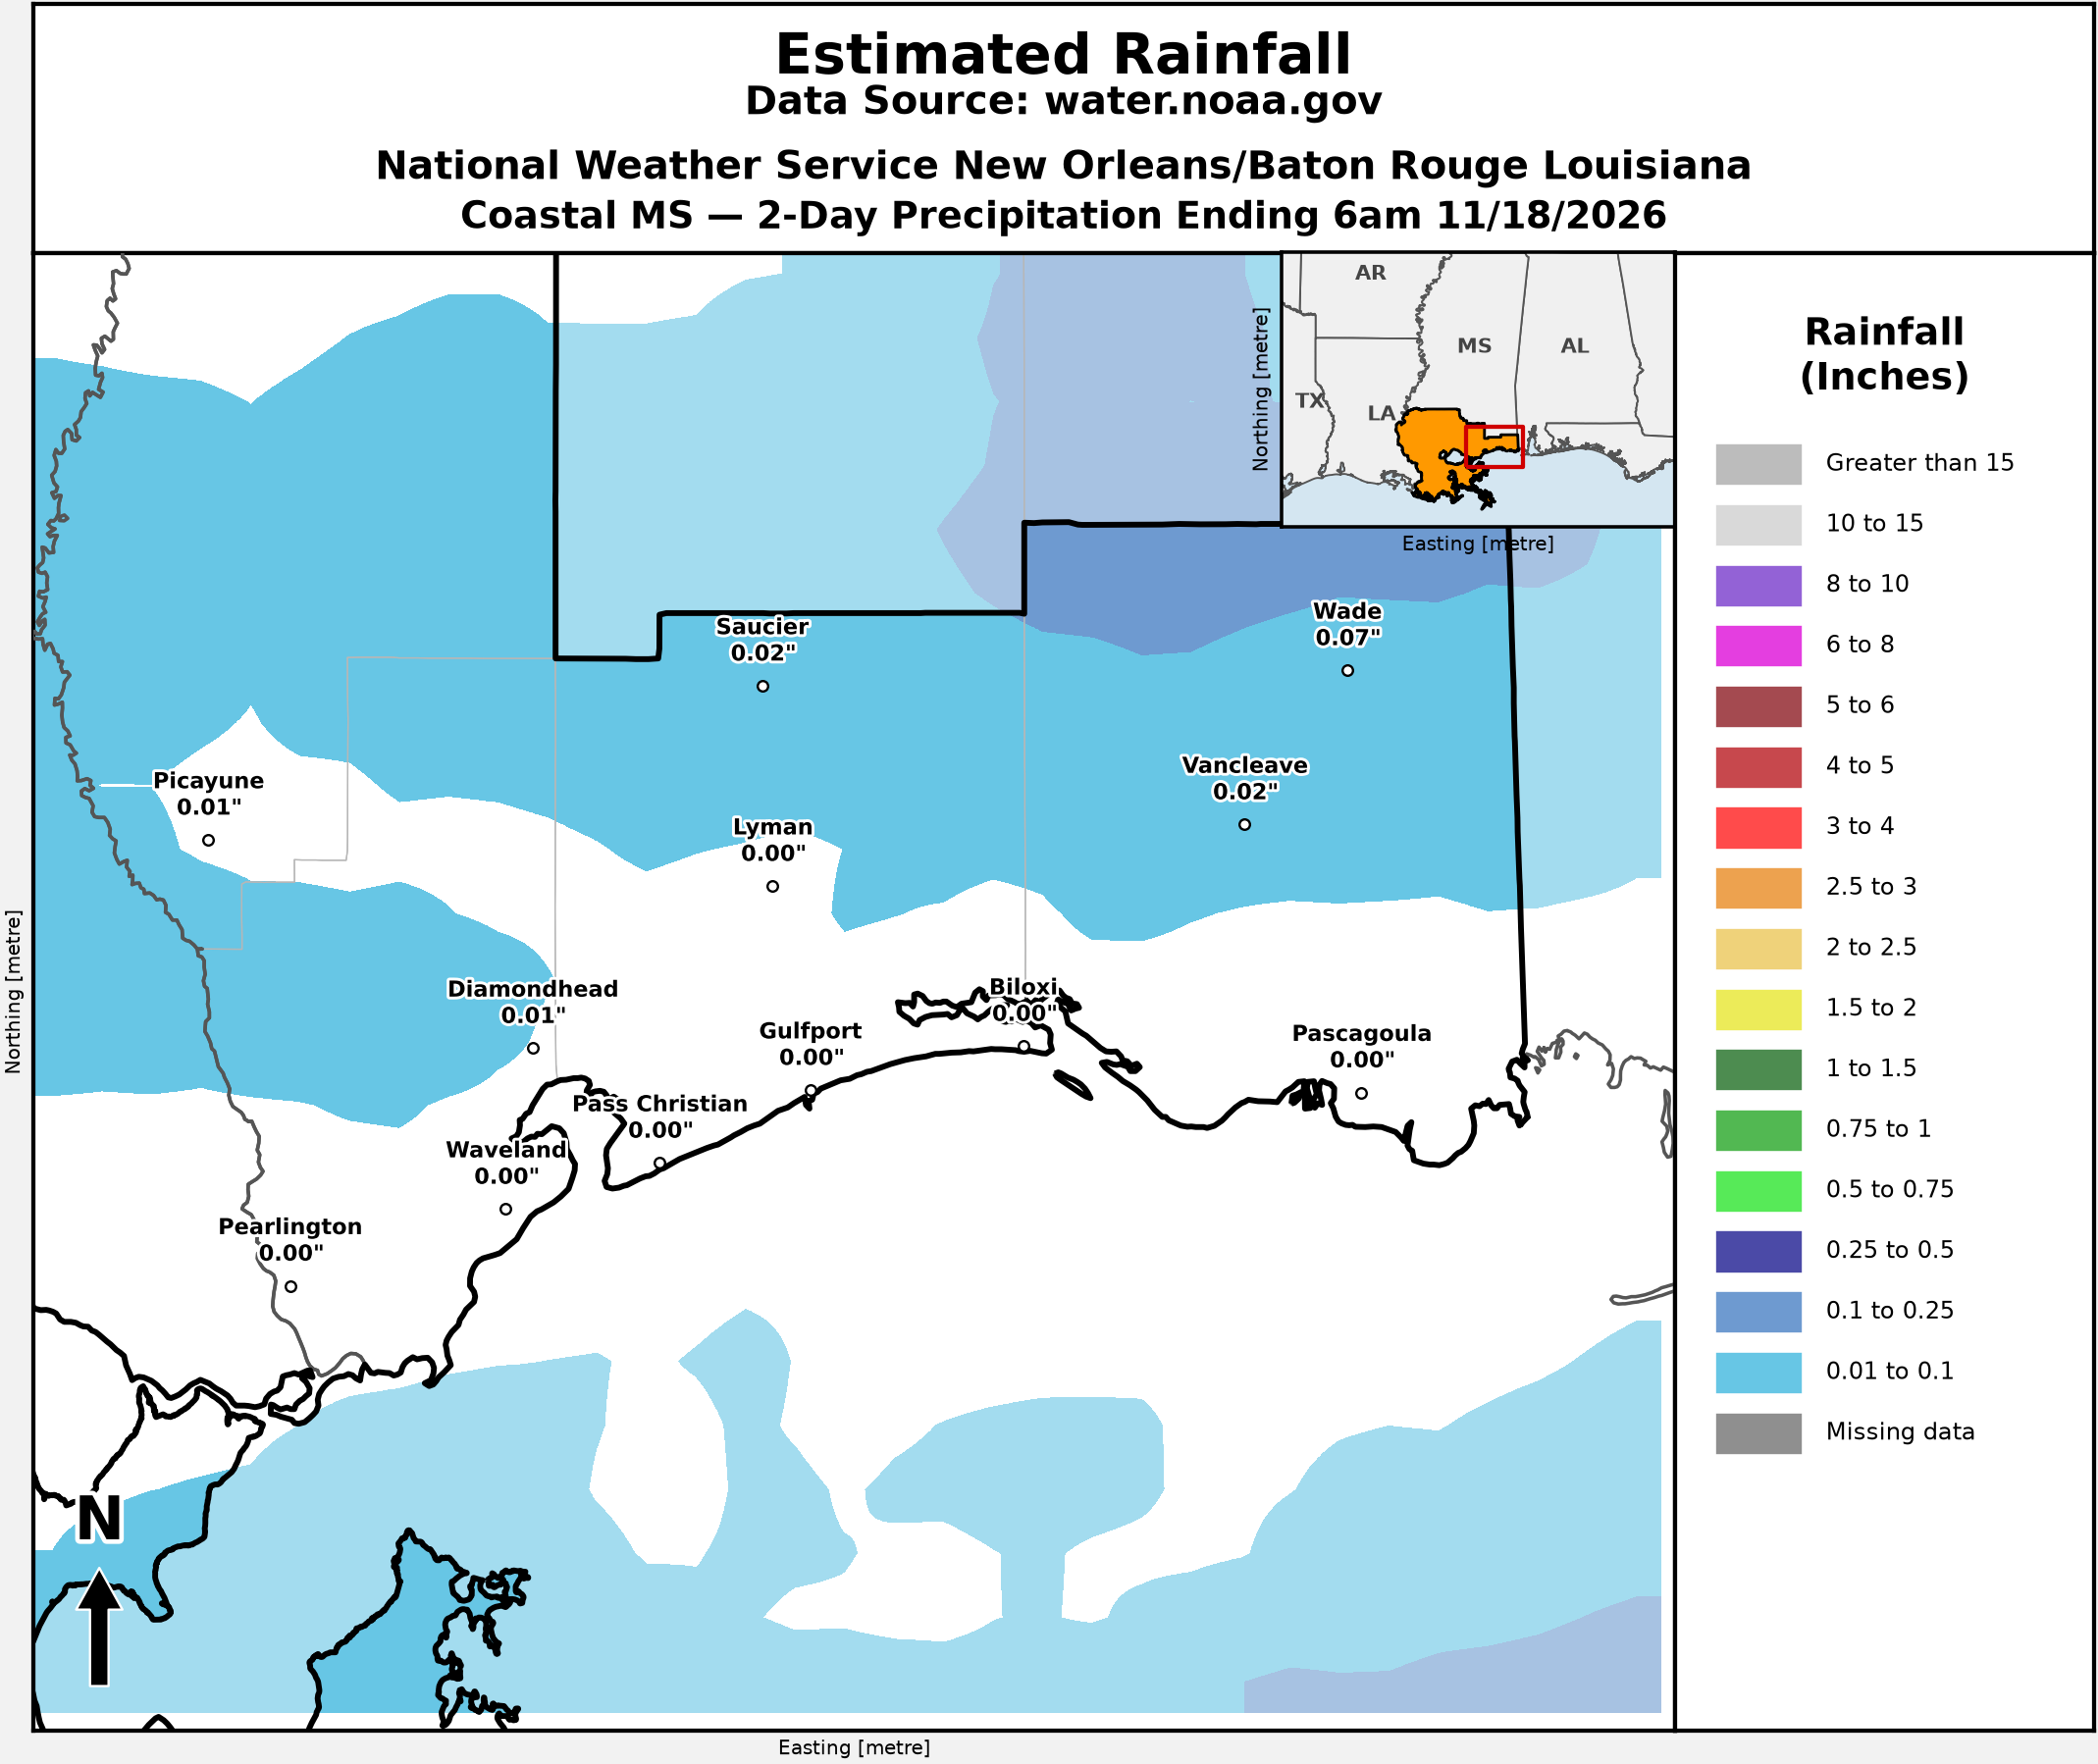 Estimated Rainfall
Data Source: water.noaa.gov
National Weather Service New Orleans/Baton Rouge Louisiana
Coastal MS — 2-Day Precipitation Ending 6am 11/18/2026
AR
MS
AL
TX
LA
Northing [metre]
Easting [metre]
Saucier
0.02"
Wade
0.07"
Picayune
0.01"
Vancleave
0.02"
Lyman
0.00"
Diamondhead
0.01"
Biloxi
0.00"
Gulfport
0.00"
Pascagoula
0.00"
Pass Christian
0.00"
Waveland
0.00"
Pearlington
0.00"
N
Northing [metre]
Easting [metre]
Rainfall
(Inches)
Greater than 15
10 to 15
8 to 10
6 to 8
5 to 6
4 to 5
3 to 4
2.5 to 3
2 to 2.5
1.5 to 2
1 to 1.5
0.75 to 1
0.5 to 0.75
0.25 to 0.5
0.1 to 0.25
0.01 to 0.1
Missing data